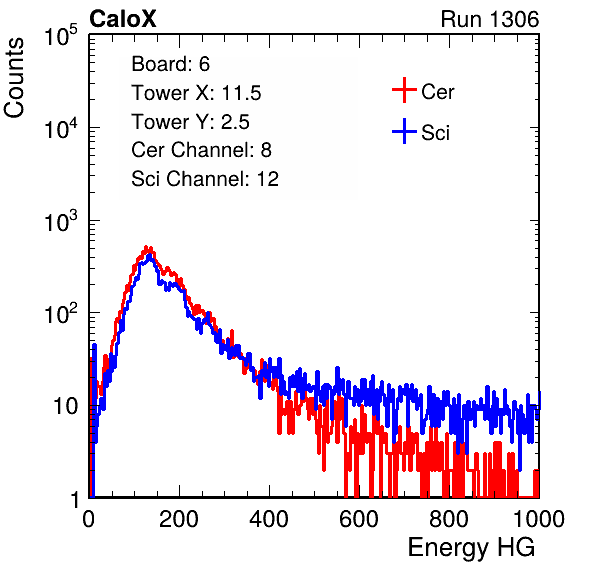 CaloX Run 1306
Counts
10^5
10^4
10^3
10^2
10
1
Board: 6
Tower X: 11.5
Tower Y: 2.5
Cer Channel: 8
Sci Channel: 12
Cer
Sci
0 200 400 600 800 1000
Energy HG